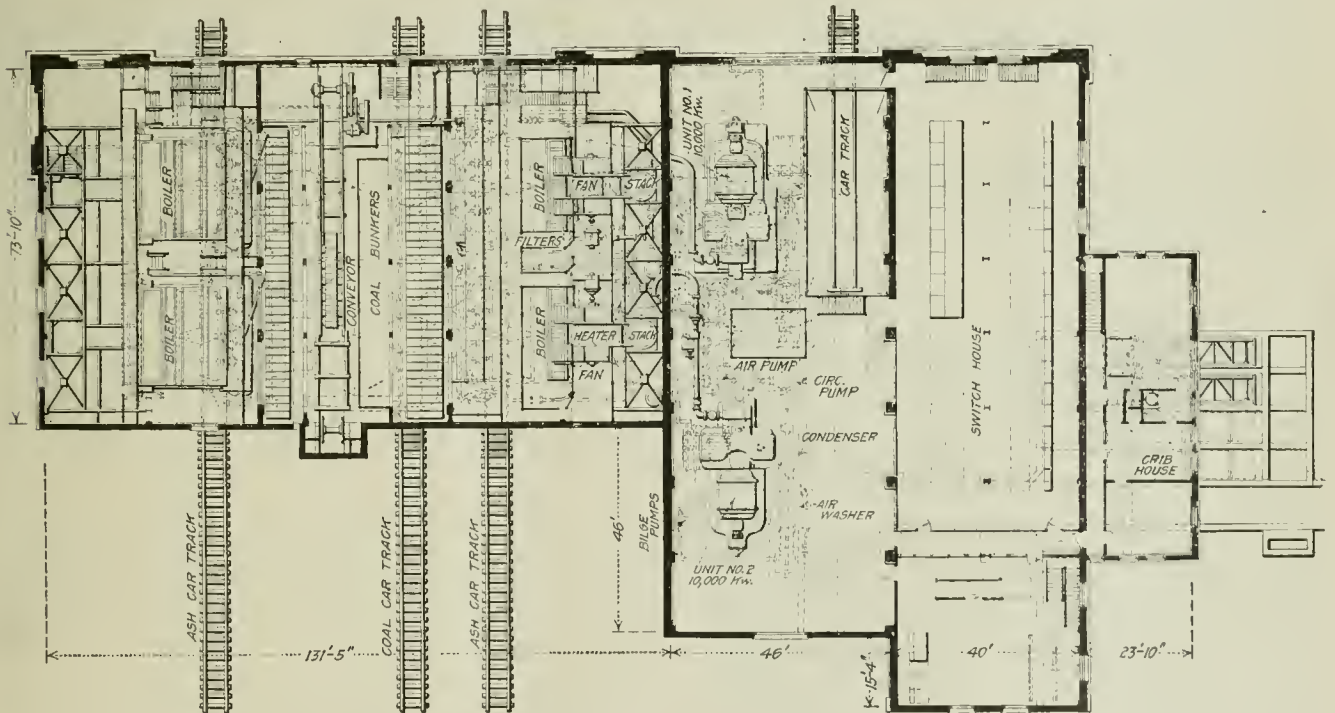 73'-10"
BOILER
BOILER
CONVEYOR
COAL BUNKERS
BOILER
FAN
STACK
FILTERS
BOILER
HEATER
STACK
FAN
UNIT NO.1
10,000 Kw.
CAR TRACK
AIR PUMP
CIRC.
PUMP
CONDENSER
AIR
WASHER
UNIT NO.2
10,000 Kw.
SWITCH HOUSE
CRIB
HOUSE
ASH CAR TRACK
COAL CAR TRACK
ASH CAR TRACK
46'
BILGE PUMPS
131'-5"
46'
15'-4"
40'
23'-10"